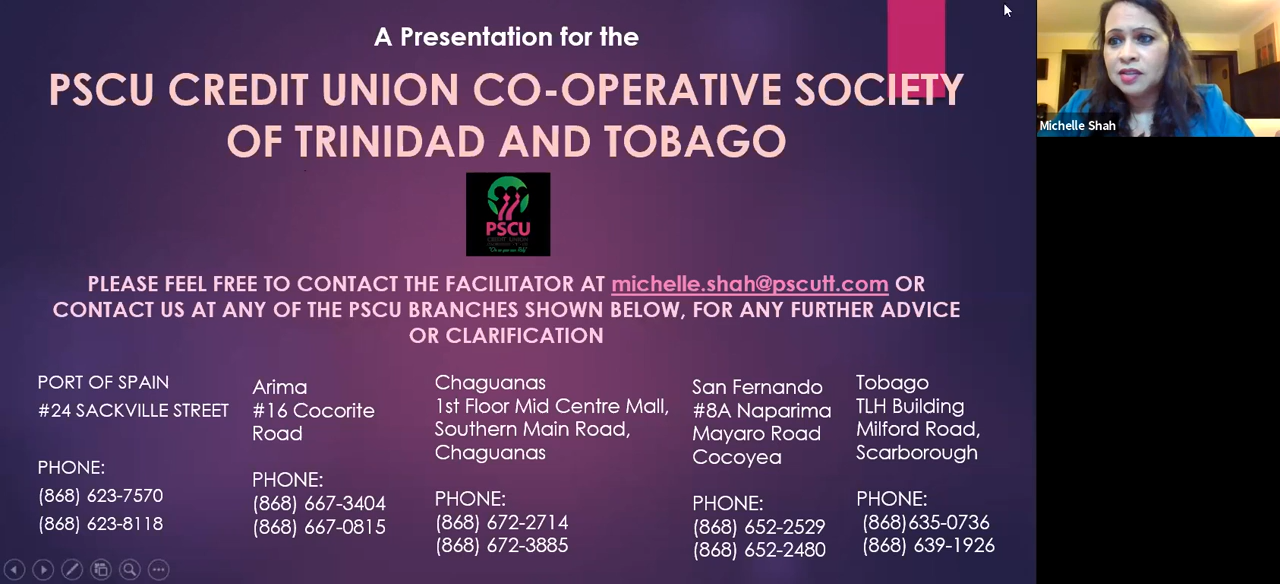 A Presentation for the
PSCU CREDIT UNION CO-OPERATIVE SOCIETY
OF TRINIDAD AND TOBAGO
PSCU
CREDIT UNION
PLEASE FEEL FREE TO CONTACT THE FACILITATOR AT michelle.shah@pscutt.com OR
CONTACT US AT ANY OF THE PSCU BRANCHES SHOWN BELOW, FOR ANY FURTHER ADVICE
OR CLARIFICATION
PORT OF SPAIN
#24 SACKVILLE STREET
PHONE:
(868) 623-7570
(868) 623-8118
Arima
#16 Cocorite
Road
PHONE:
(868) 667-3404
(868) 667-0815
Chaguanas
1st Floor Mid Centre Mall,
Southern Main Road,
Chaguanas
PHONE:
(868) 672-2714
(868) 672-3885
San Fernando
#8A Naparima
Mayaro Road
Cocoyea
PHONE:
(868) 652-2529
(868) 652-2480
Tobago
TLH Building
Milford Road,
Scarborough
PHONE:
(868)635-0736
(868) 639-1926
Michelle Shah